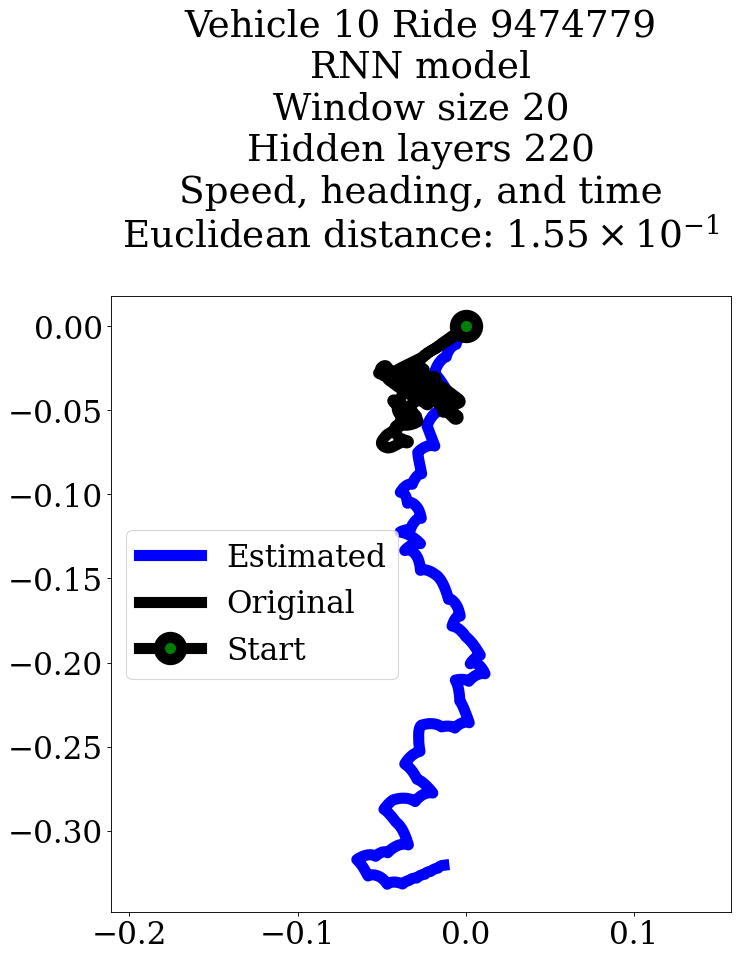 Vehicle 10 Ride 9474779
RNN model
Window size 20
Hidden layers 220
Speed, heading, and time
Euclidean distance: 1.55 × 10⁻¹
0.00
−0.05
−0.10
−0.15
−0.20
−0.25
−0.30
Estimated
Original
Start
−0.2
−0.1
0.0
0.1